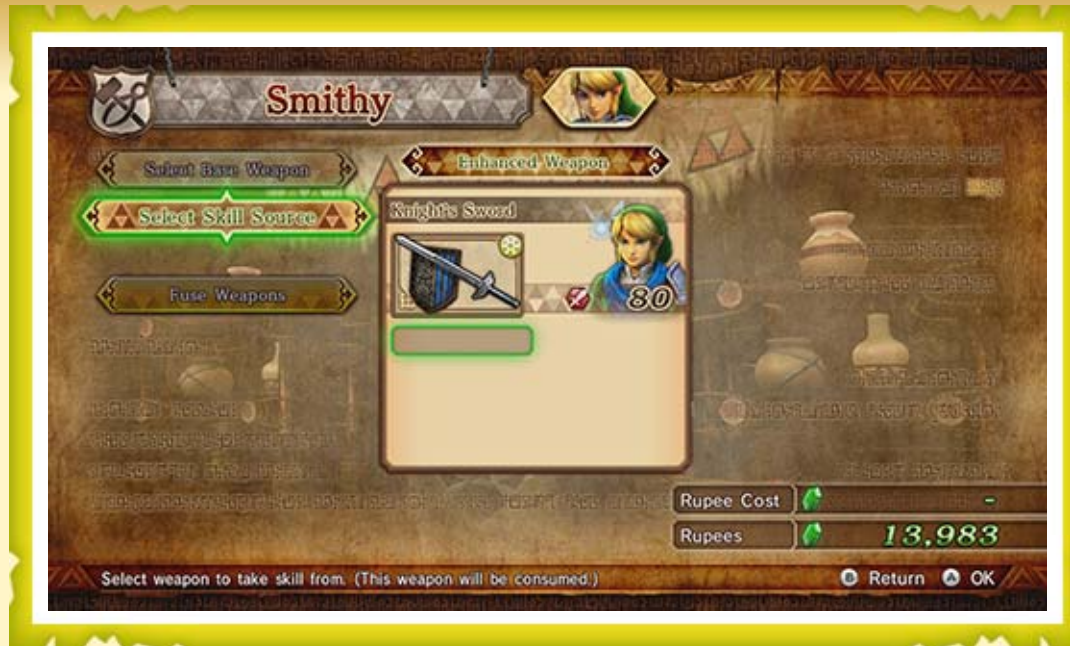 Smithy
Select Base Weapon
Enhanced Weapon
Select Skill Source
Knight's Sword
80
Fuse Weapons
Rupee Cost -
Rupees 13,983
Select weapon to take skill from. (This weapon will be consumed.)
B Return A OK